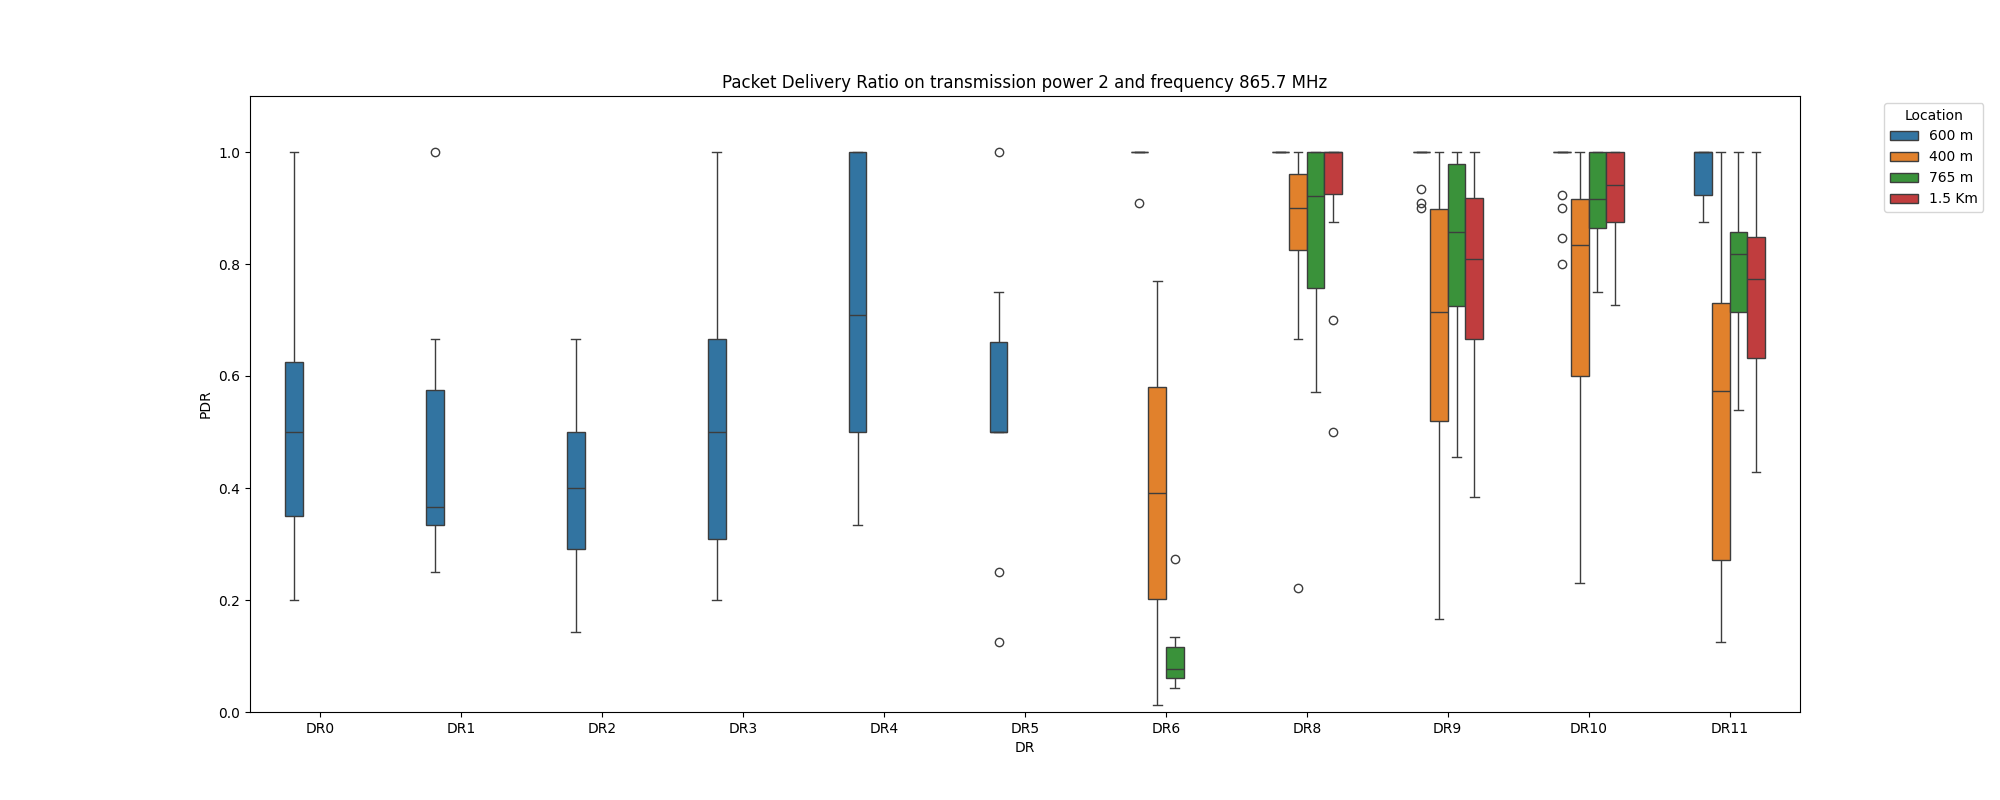 Packet Delivery Ratio on transmission power 2 and frequency 865.7 MHz
Location
600 m
400 m
765 m
1.5 Km
1.0
0.8
0.6
0.4
0.2
0.0
PDR
DR0 DR1 DR2 DR3 DR4 DR5 DR6 DR8 DR9 DR10 DR11
DR